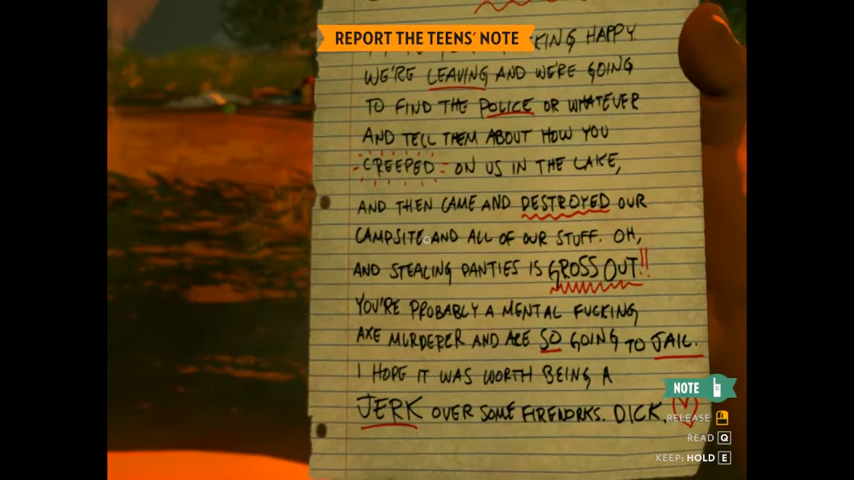 REPORT THE TEENS' NOTE
KING HAPPY.
WE'RE LEAVING AND WE'RE GOING
TO FIND THE POLICE OR WHATEVER
AND TELL THEM ABOUT HOW YOU
CREEPED ON US IN THE LAKE,
AND THEN CAME AND DESTROYED OUR
CAMPSITE AND ALL OF OUR STUFF. OH,
AND STEALING PANTIES IS GROSS OUT!!
YOU'RE PROBABLY A MENTAL FUCKING
AXE MURDERER AND ARE SO GOING TO JAIL.
I HOPE IT WAS WORTH BEING A
JERK OVER SOME FIREWORKS. DICK.
NOTE
RELEASE
READ Q
KEEP: HOLD E